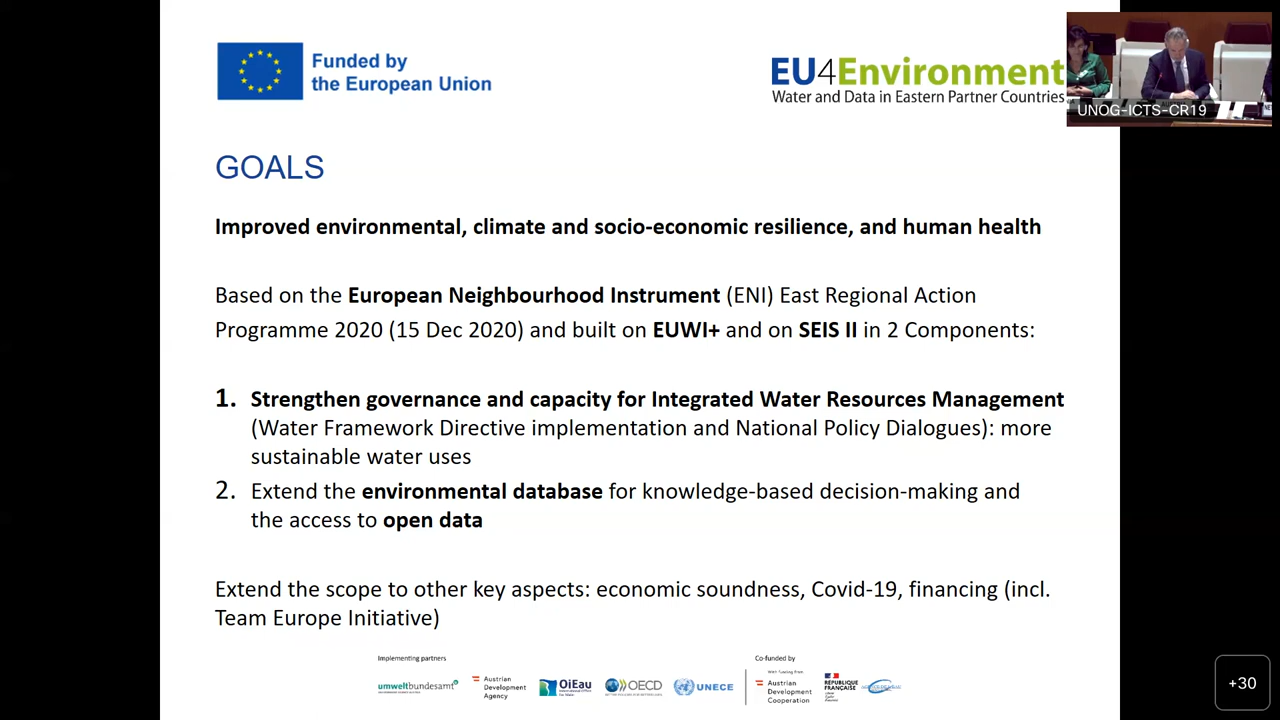 Funded by
the European Union
EU4Environment
Water and Data in Eastern Partner Countries
UNOG-ICTS-CR19
GOALS
Improved environmental, climate and socio-economic resilience, and human health
Based on the European Neighbourhood Instrument (ENI) East Regional Action
Programme 2020 (15 Dec 2020) and built on EUWI+ and on SEIS II in 2 Components:
1. Strengthen governance and capacity for Integrated Water Resources Management
(Water Framework Directive implementation and National Policy Dialogues): more
sustainable water uses
2. Extend the environmental database for knowledge-based decision-making and
the access to open data
Extend the scope to other key aspects: economic soundness, Covid-19, financing (incl.
Team Europe Initiative)
Implementing partners
umweltbundesamt
Austrian
Development
Agency
OiEau
OECD
UNECE
Co-funded by
With funding from
Austrian
Development
Cooperation
RÉPUBLIQUE
FRANÇAISE
+30